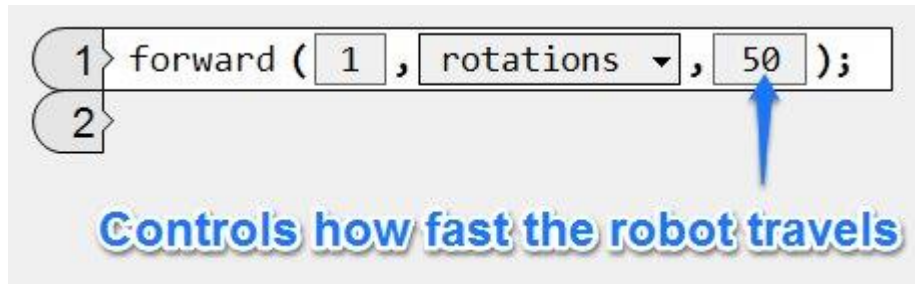 1 forward ( 1 , rotations , 50 );
2
Controls how fast the robot travels